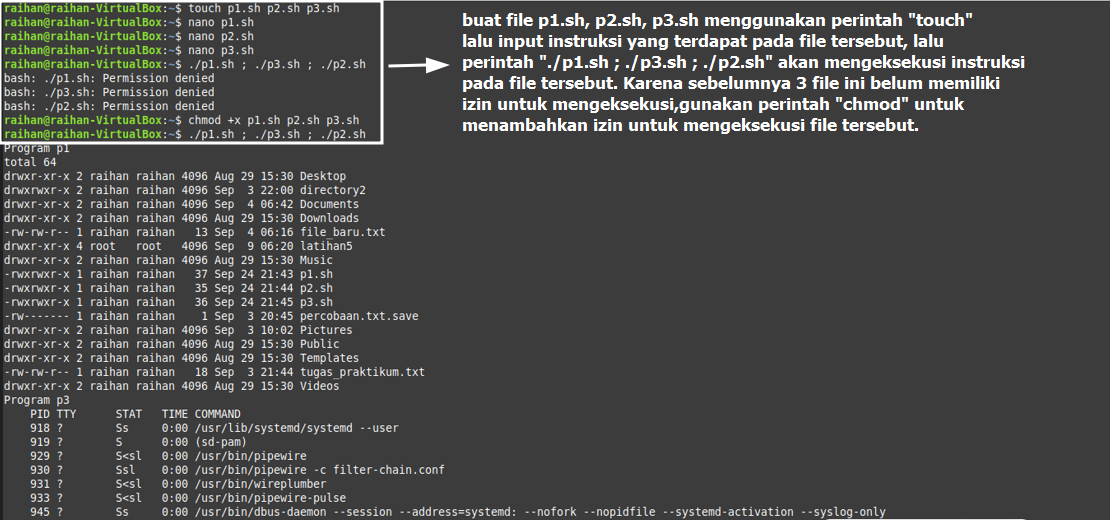 raihan@raihan-VirtualBox:~$ touch p1.sh p2.sh p3.sh
raihan@raihan-VirtualBox:~$ nano p1.sh
raihan@raihan-VirtualBox:~$ nano p2.sh
raihan@raihan-VirtualBox:~$ nano p3.sh
raihan@raihan-VirtualBox:~$ ./p1.sh ; ./p3.sh ; ./p2.sh
bash: ./p1.sh: Permission denied
bash: ./p3.sh: Permission denied
bash: ./p2.sh: Permission denied
raihan@raihan-VirtualBox:~$ chmod +x p1.sh p2.sh p3.sh
raihan@raihan-VirtualBox:~$ ./p1.sh ; ./p3.sh ; ./p2.sh
buat file p1.sh, p2.sh, p3.sh menggunakan perintah "touch"
lalu input instruksi yang terdapat pada file tersebut, lalu
perintah "./p1.sh ; ./p3.sh ; ./p2.sh" akan mengeksekusi instruksi
pada file tersebut. Karena sebelumnya 3 file ini belum memiliki
izin untuk mengeksekusi,gunakan perintah "chmod" untuk
menambahkan izin untuk mengeksekusi file tersebut.
Program p1
total 64
drwxr-xr-x 2 raihan raihan 4096 Aug 29 15:30 Desktop
drwxrwxr-x 2 raihan raihan 4096 Sep  3 22:00 directory2
drwxr-xr-x 2 raihan raihan 4096 Sep  4 06:42 Documents
drwxr-xr-x 2 raihan raihan 4096 Aug 29 15:30 Downloads
-rw-rw-r-- 1 raihan raihan   13 Sep  4 06:16 file_baru.txt
drwxr-xr-x 4 root   root   4096 Sep  9 06:20 latihan5
drwxr-xr-x 2 raihan raihan 4096 Aug 29 15:30 Music
-rwxrwxr-x 1 raihan raihan   37 Sep 24 21:43 p1.sh
-rwxrwxr-x 1 raihan raihan   35 Sep 24 21:44 p2.sh
-rwxrwxr-x 1 raihan raihan   36 Sep 24 21:45 p3.sh
-rw------- 1 raihan raihan    1 Sep  3 20:45 percobaan.txt.save
drwxr-xr-x 2 raihan raihan 4096 Sep  3 10:02 Pictures
drwxr-xr-x 2 raihan raihan 4096 Aug 29 15:30 Public
drwxr-xr-x 2 raihan raihan 4096 Aug 29 15:30 Templates
-rw-rw-r-- 1 raihan raihan   18 Sep  3 21:44 tugas_praktikum.txt
drwxr-xr-x 2 raihan raihan 4096 Aug 29 15:30 Videos
Program p3
PID TTY      STAT   TIME COMMAND
918 ?        Ss     0:00 /usr/lib/systemd/systemd --user
919 ?        S      0:00 (sd-pam)
929 ?        S<sl   0:00 /usr/bin/pipewire
930 ?        Ssl    0:00 /usr/bin/pipewire -c filter-chain.conf
931 ?        S<sl   0:00 /usr/bin/wireplumber
933 ?        S<sl   0:00 /usr/bin/pipewire-pulse
945 ?        Ss     0:00 /usr/bin/dbus-daemon --session --address=systemd: --nofork --nopidfile --systemd-activation --syslog-only